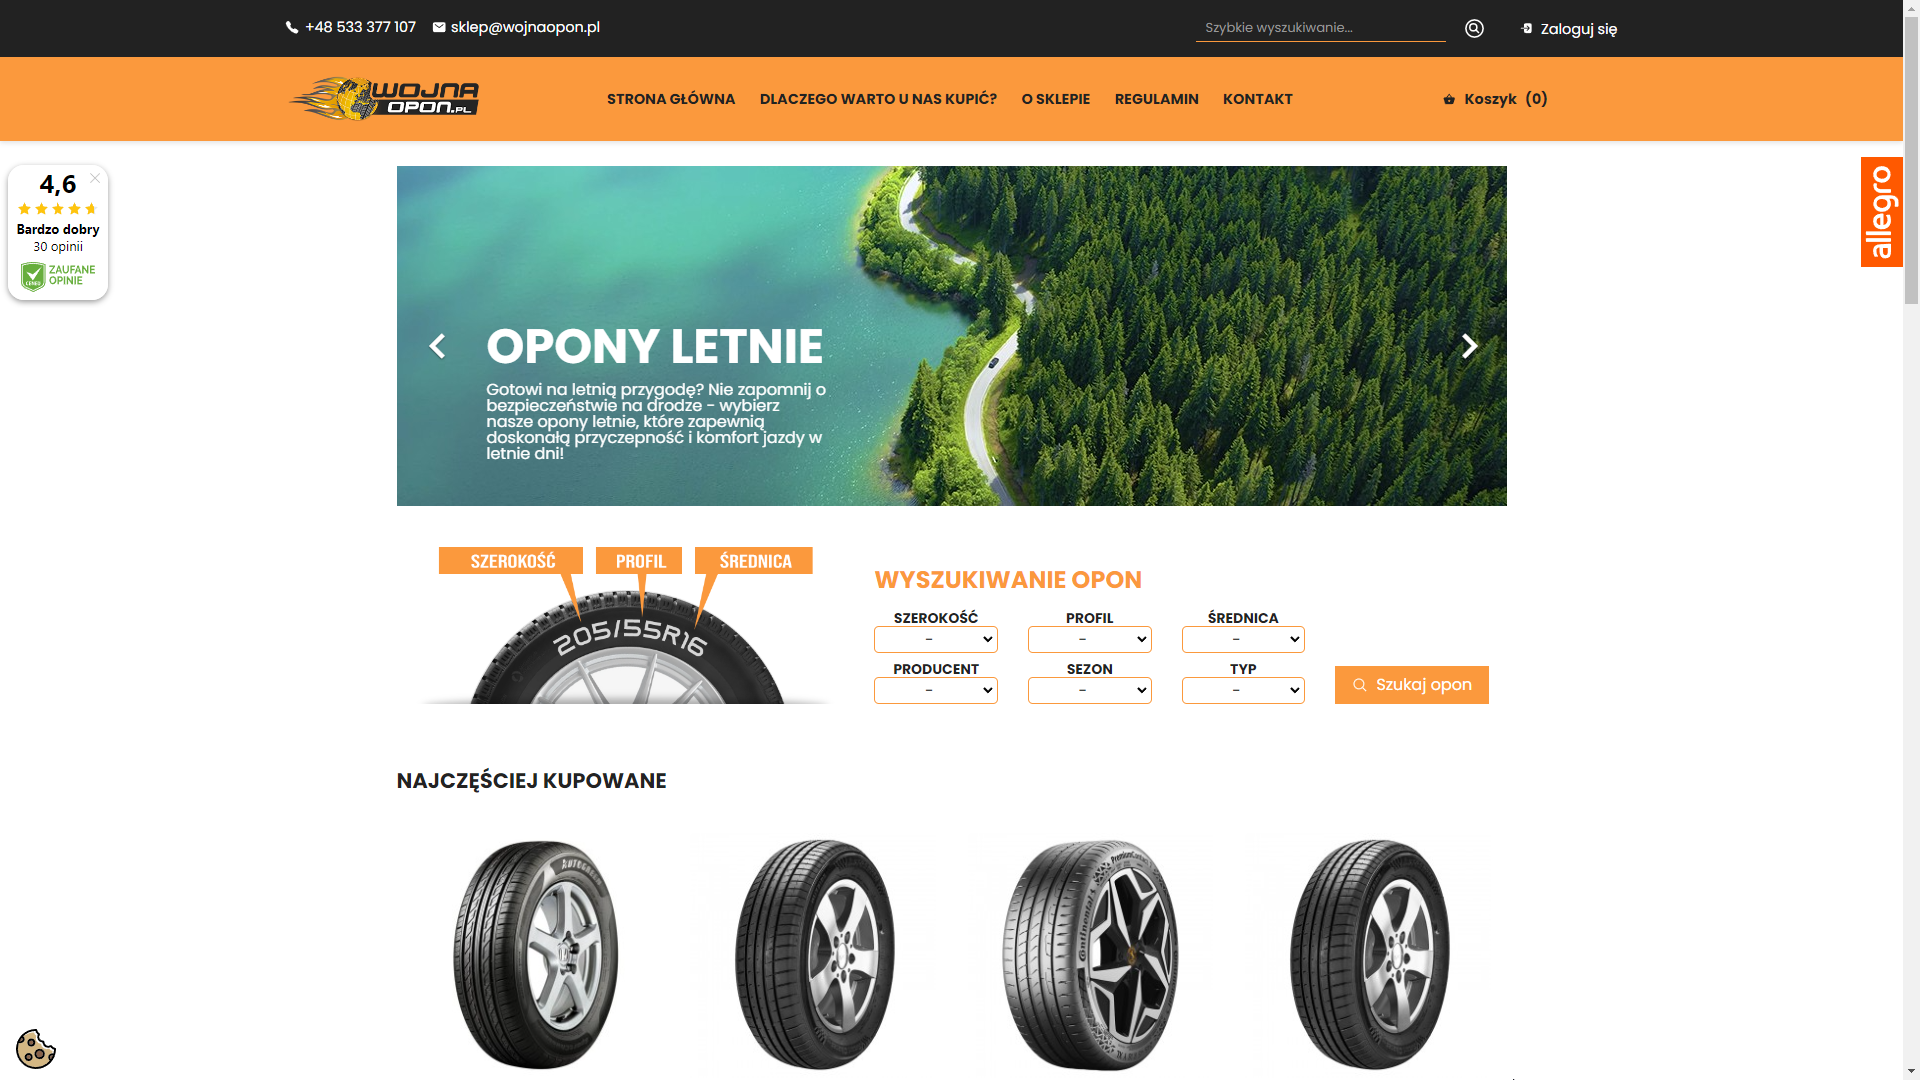 +48 533 377 107
sklep@wojnaopon.pl
Szybkie wyszukiwanie...
Zaloguj się
WOJNA
OPON.PL
STRONA GŁÓWNA
DLACZEGO WARTO U NAS KUPIĆ?
O SKLEPIE
REGULAMIN
KONTAKT
Koszyk (0)
4,6
Bardzo dobry
30 opinii
CENEO
ZAUFANE
OPINIE
allegro
OPONY LETNIE
Gotowi na letnią przygodę? Nie zapomnij o
bezpieczeństwie na drodze - wybierz
nasze opony letnie, które zapewnią
doskonałą przyczepność i komfort jazdy w
letnie dni!
SZEROKOŚĆ
PROFIL
ŚREDNICA
205/55R16
WYSZUKIWANIE OPON
SZEROKOŚĆ
PROFIL
ŚREDNICA
-
-
-
PRODUCENT
SEZON
TYP
-
-
-
Szukaj opon
NAJCZĘŚCIEJ KUPOWANE
PremiumContact
Continental